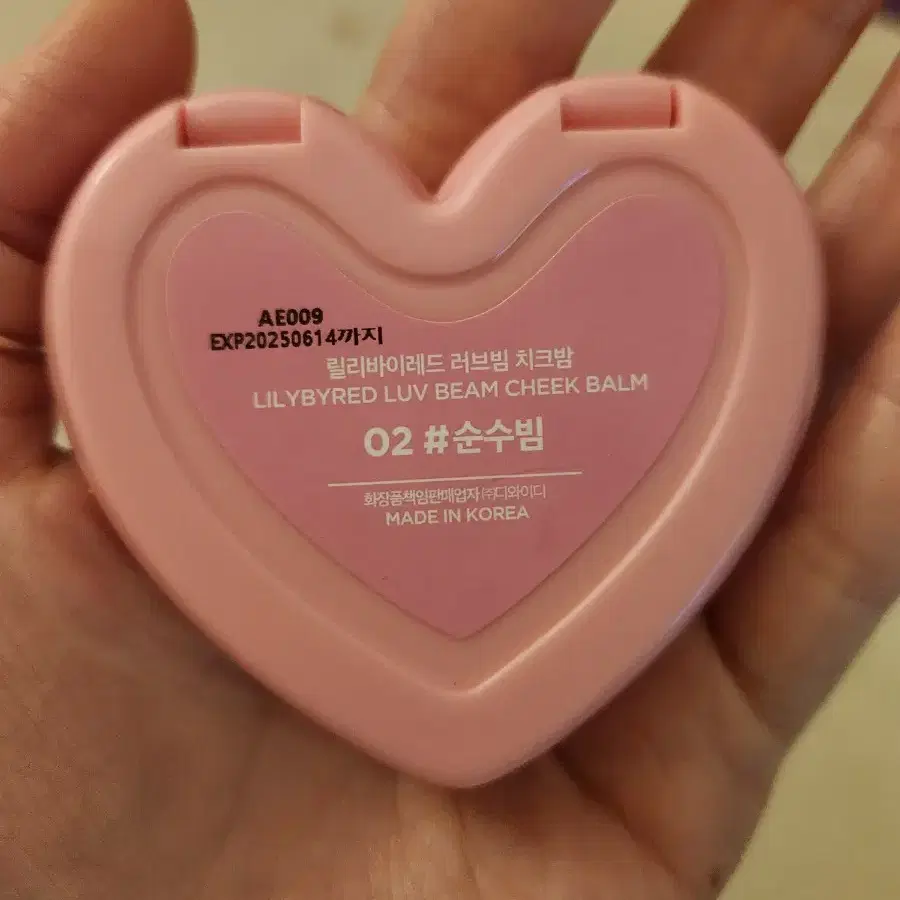 AE009
EXP20250614까지
릴리바이레드 러브빔 치크밤
LILYBYRED LUV BEAM CHEEK BALM
02 #순수빔
화장품책임판매업자 ㈜디와이디
MADE IN KOREA